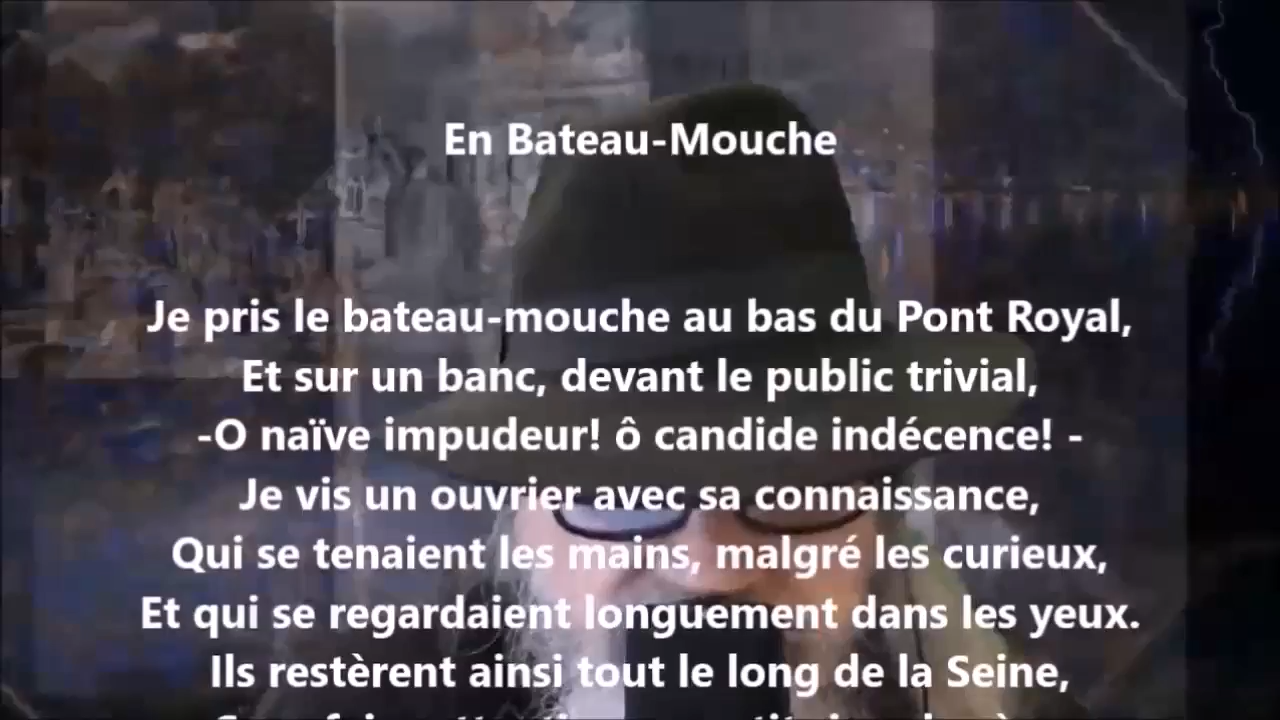 En Bateau-Mouche
Je pris le bateau-mouche au bas du Pont Royal,
Et sur un banc, devant le public trivial,
-O naïve impudeur! ô candide indécence! -
Je vis un ouvrier avec sa connaissance,
Qui se tenaient les mains, malgré les curieux,
Et qui se regardaient longuement dans les yeux.
Ils restèrent ainsi tout le long de la Seine,